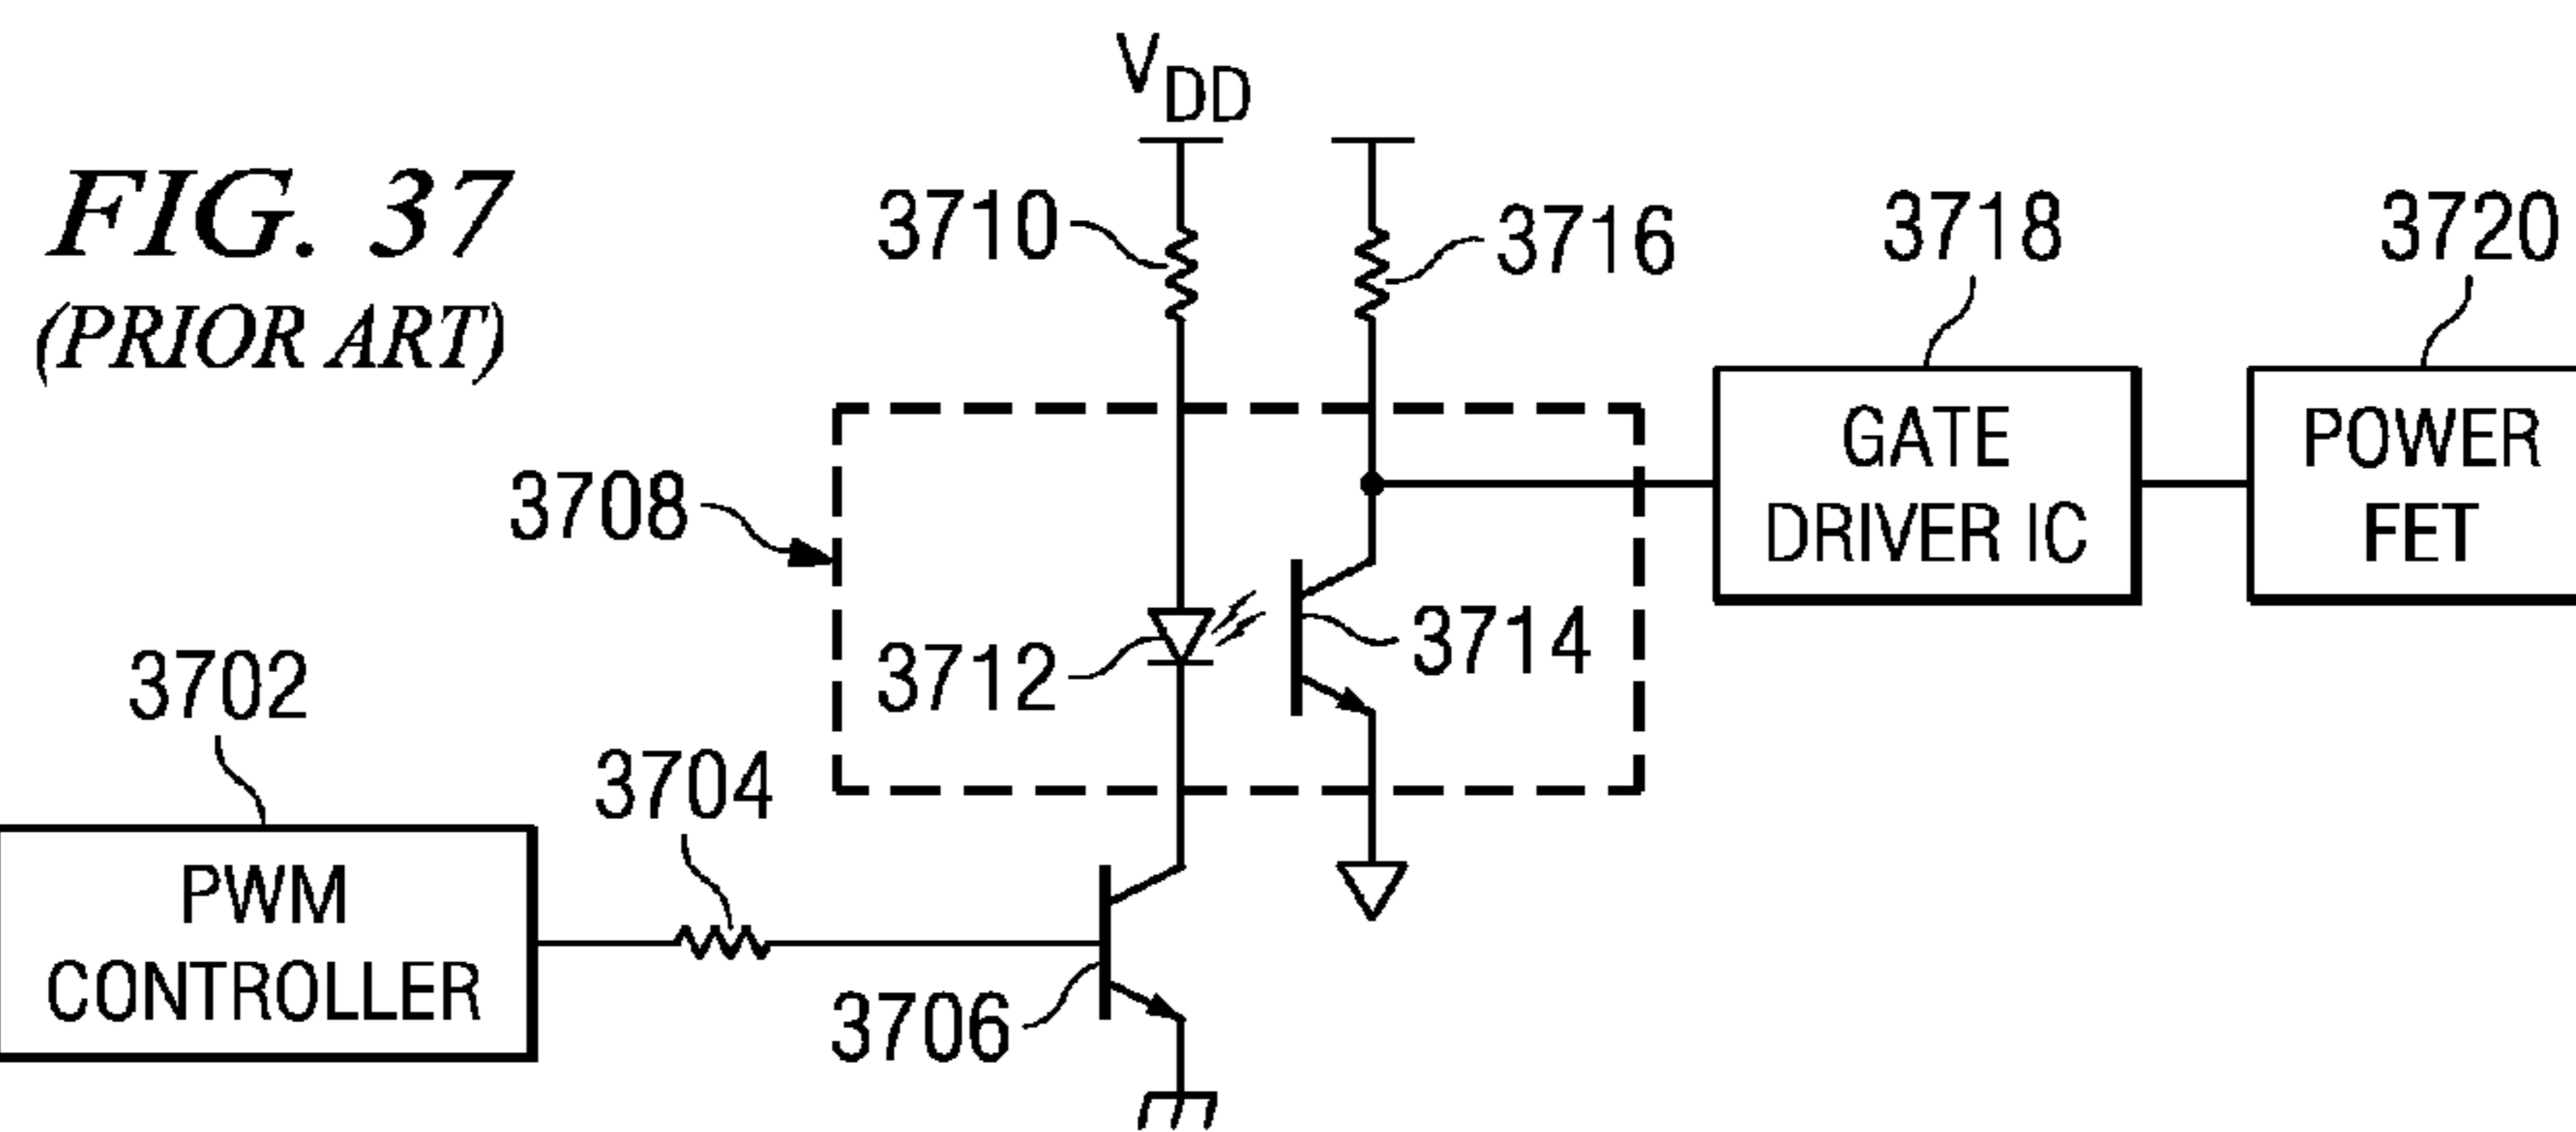 FIG. 37
(PRIOR ART)
VDD
3710
3716
3718
3720
3708
GATE
DRIVER IC
POWER
FET
3712
3714
3702
3704
PWM
CONTROLLER
3706